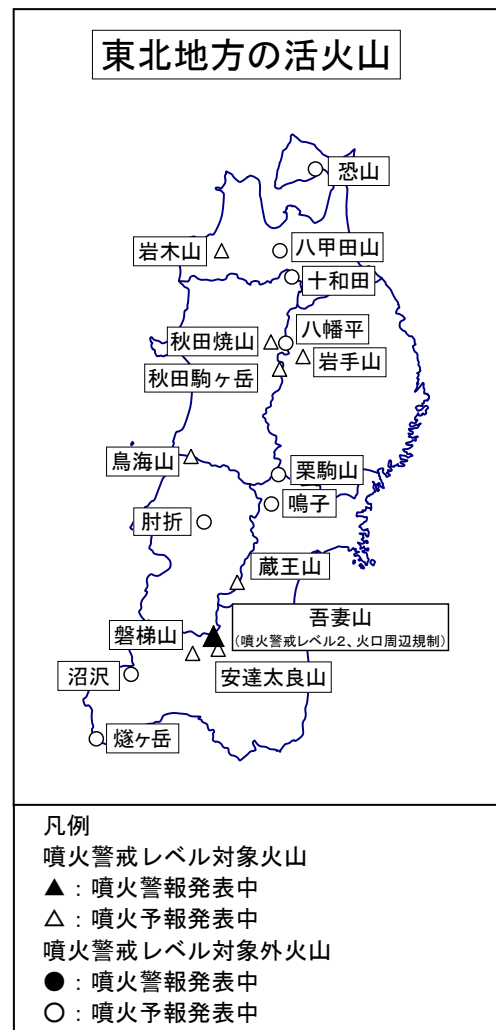 東北地方の活火山
恐山
岩木山
八甲田山
十和田
八幡平
秋田焼山
岩手山
秋田駒ヶ岳
鳥海山
栗駒山
鳴子
肘折
蔵王山
吾妻山
(噴火警戒レベル2、火口周辺規制)
磐梯山
安達太良山
沼沢
燧ヶ岳
凡例
噴火警戒レベル対象火山
▲:噴火警報発表中
△:噴火予報発表中
噴火警戒レベル対象外火山
●:噴火警報発表中
○:噴火予報発表中